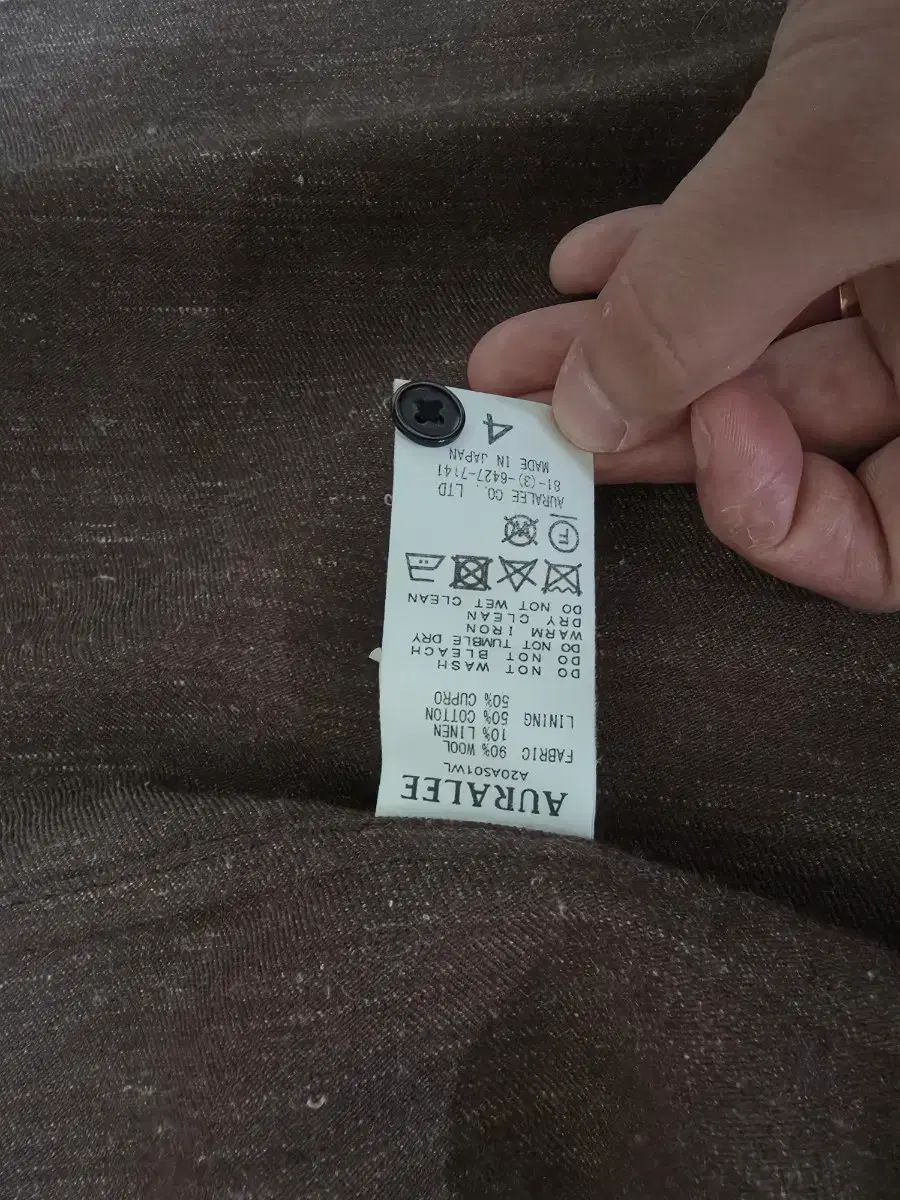 AURALEE
A20AS01WL
FABRIC 90% WOOL
10% LINEN
LINING 50% COTTON
50% CUPRO
DO NOT WASH
DO NOT BLEACH
DO NOT TUMBLE DRY
WARM IRON
DRY CLEAN
DO NOT WET CLEAN
F W
AURALEE CO., LTD
81-(3)-6427-7141
MADE IN JAPAN
4